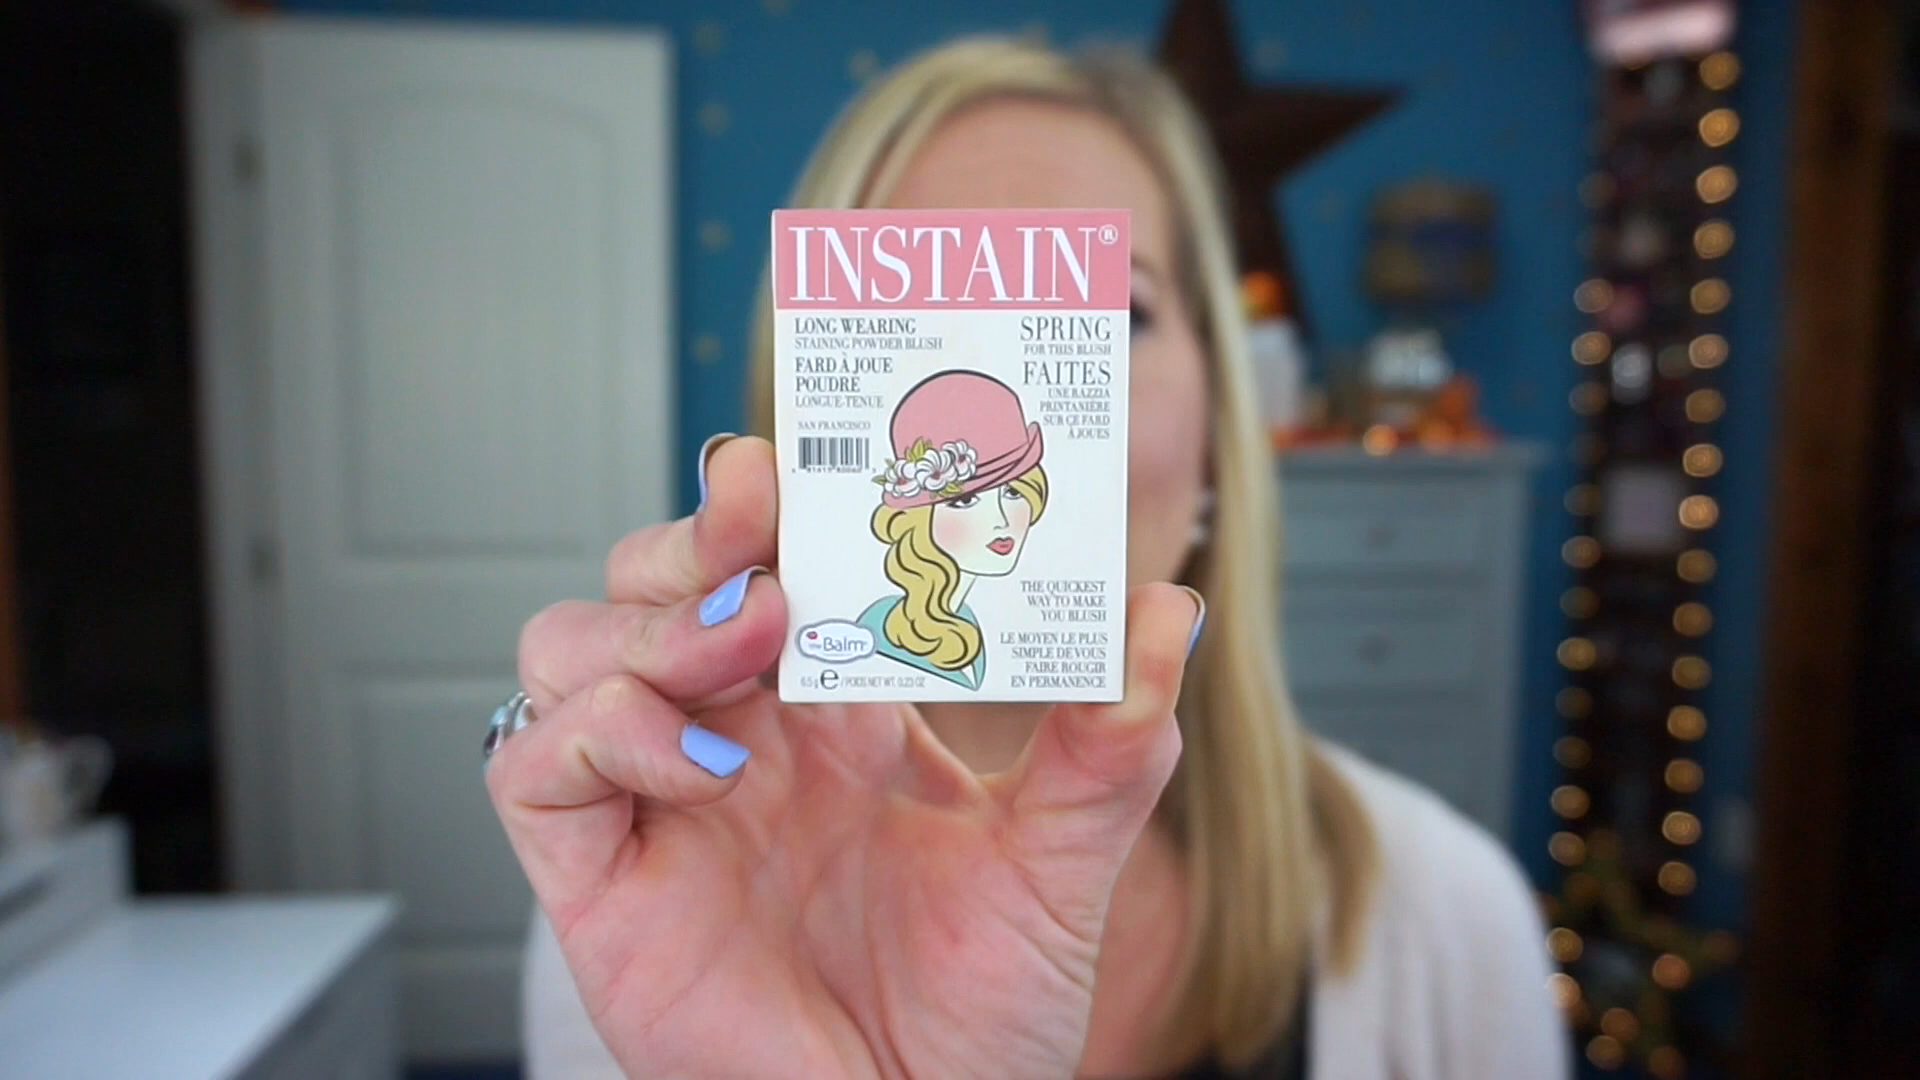 INSTAIN®
LONG WEARING
STAINING POWDER BLUSH
FARD À JOUE
POUDRE
LONGUE-TENUE
SAN FRANCISCO
SPRING
FOR THIS BLUSH
FAITES
UNE RAZZIA
PRINTANIÈRE
SUR CE FARD
À JOUES
THE QUICKEST
WAY TO MAKE
YOU BLUSH
LE MOYEN LE PLUS
SIMPLE DE VOUS
FAIRE ROUGIR
EN PERMANENCE
theBalm
6.5 g e / POIDS NET WT. 0.23 OZ